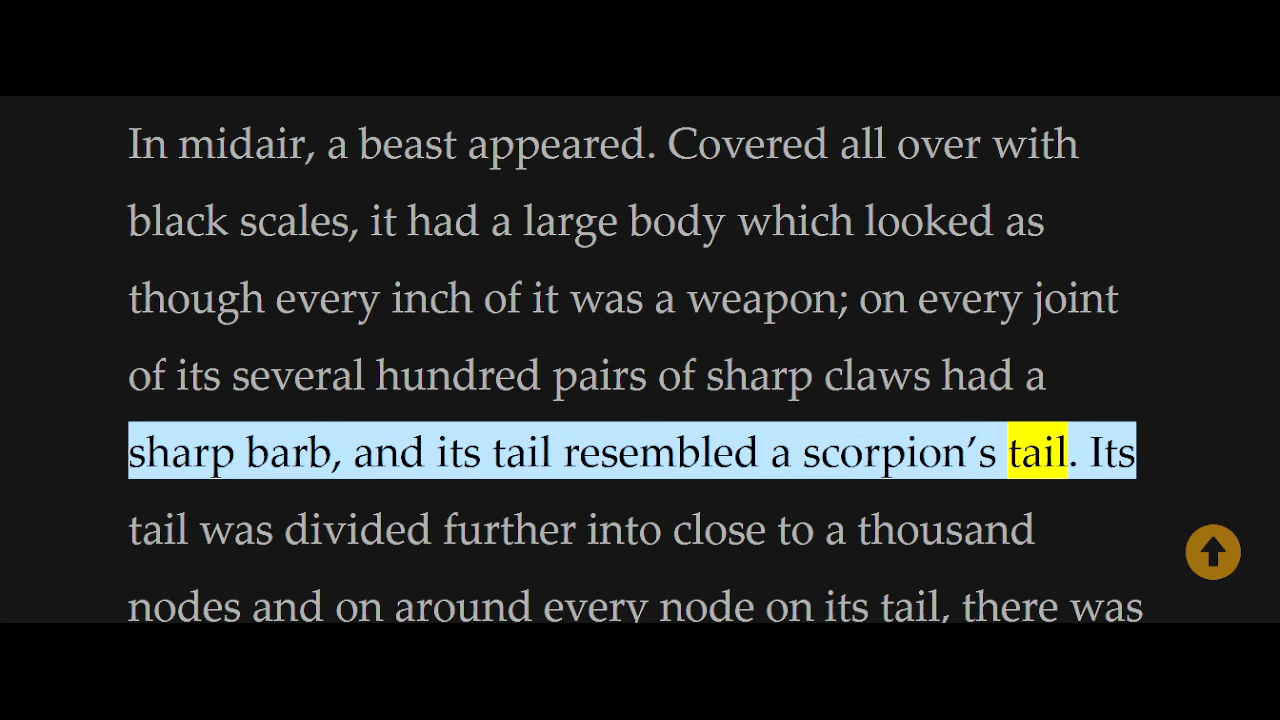 In midair, a beast appeared. Covered all over with
black scales, it had a large body which looked as
though every inch of it was a weapon; on every joint
of its several hundred pairs of sharp claws had a
sharp barb, and its tail resembled a scorpion’s tail. Its
tail was divided further into close to a thousand
nodes and on around every node on its tail, there was